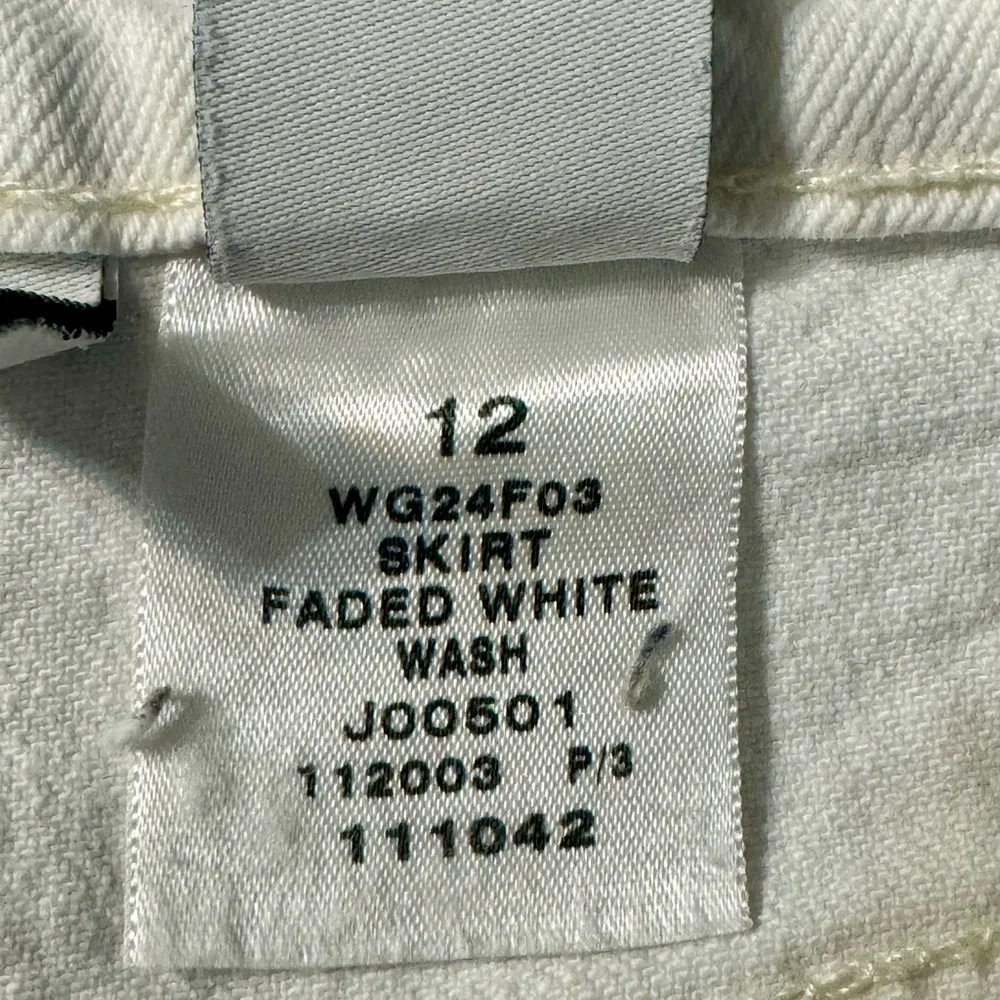 12
WG24F03
SKIRT
FADED WHITE
WASH
J00501
112003 P/3
111042